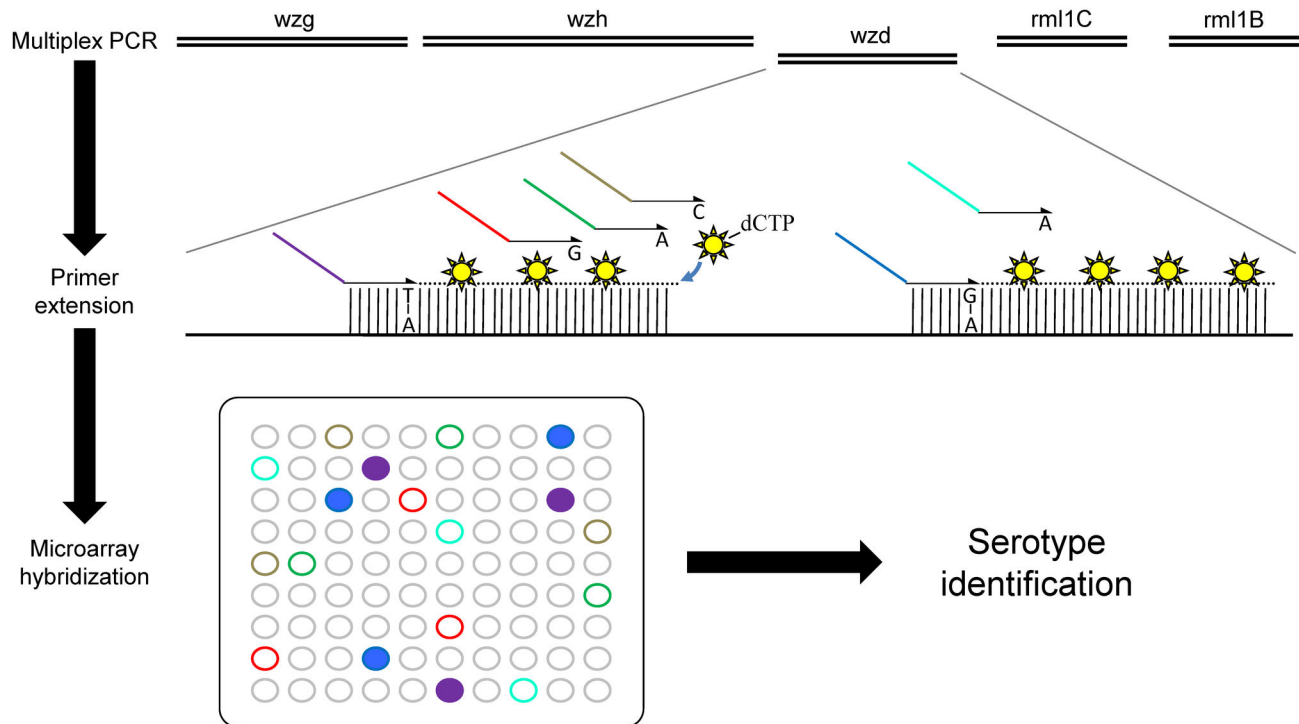 Multiplex PCR
wzg
wzh
wzd
rml1C
rml1B
C
A
G
dCTP
A
T
A
G
A
Primer
extension
Microarray
hybridization
Serotype
identification